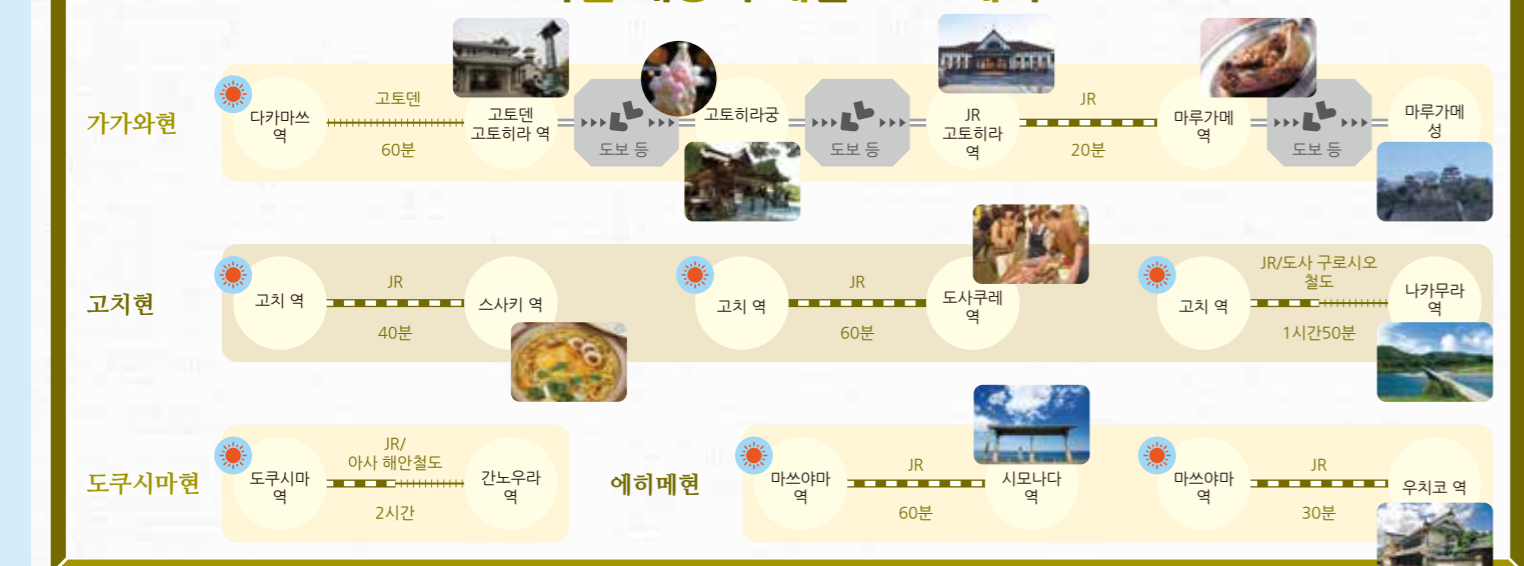 가가와현
다카마쓰
역
고토덴
60분
고토덴
고토히라 역
도보 등
고토히라궁
도보 등
JR
고토히라
역
JR
20분
마루가메
역
도보 등
마루가메
성
고치현
고치 역
JR
40분
스사키 역
고치 역
JR
60분
도사쿠레
역
고치 역
JR/도사 구로시오
철도
1시간50분
나카무라
역
도쿠시마현
도쿠시마
역
JR/
아사 해안철도
2시간
간노우라
역
에히메현
마쓰야마
역
JR
60분
시모나다
역
마쓰야마
역
JR
30분
우치코 역